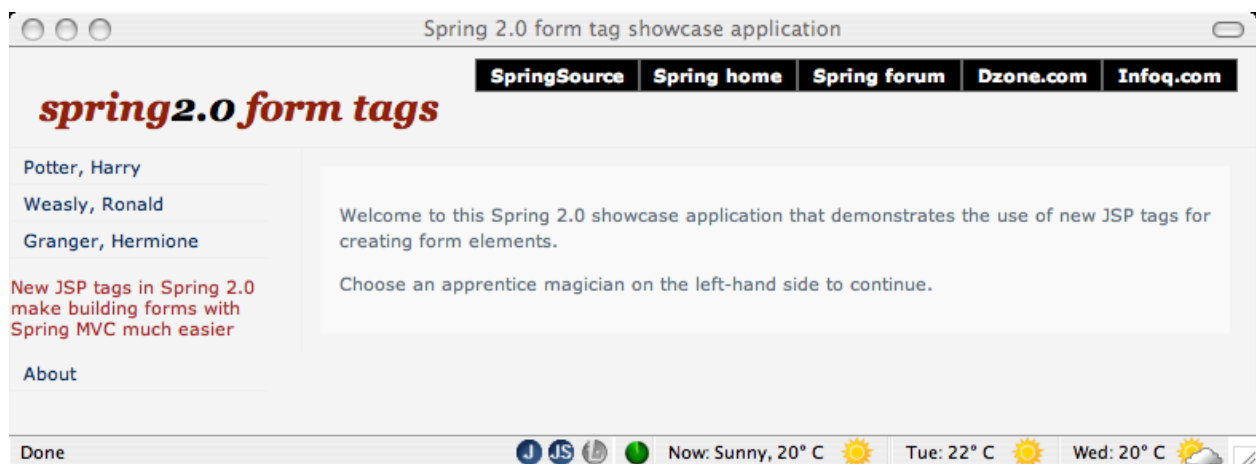 Spring 2.0 form tag showcase application
SpringSource Spring home Spring forum Dzone.com Infoq.com
spring2.0 form tags
Potter, Harry
Weasly, Ronald
Granger, Hermione
New JSP tags in Spring 2.0
make building forms with
Spring MVC much easier
About
Welcome to this Spring 2.0 showcase application that demonstrates the use of new JSP tags for
creating form elements.
Choose an apprentice magician on the left-hand side to continue.
Done J JS Now: Sunny, 20° C Tue: 22° C Wed: 20° C